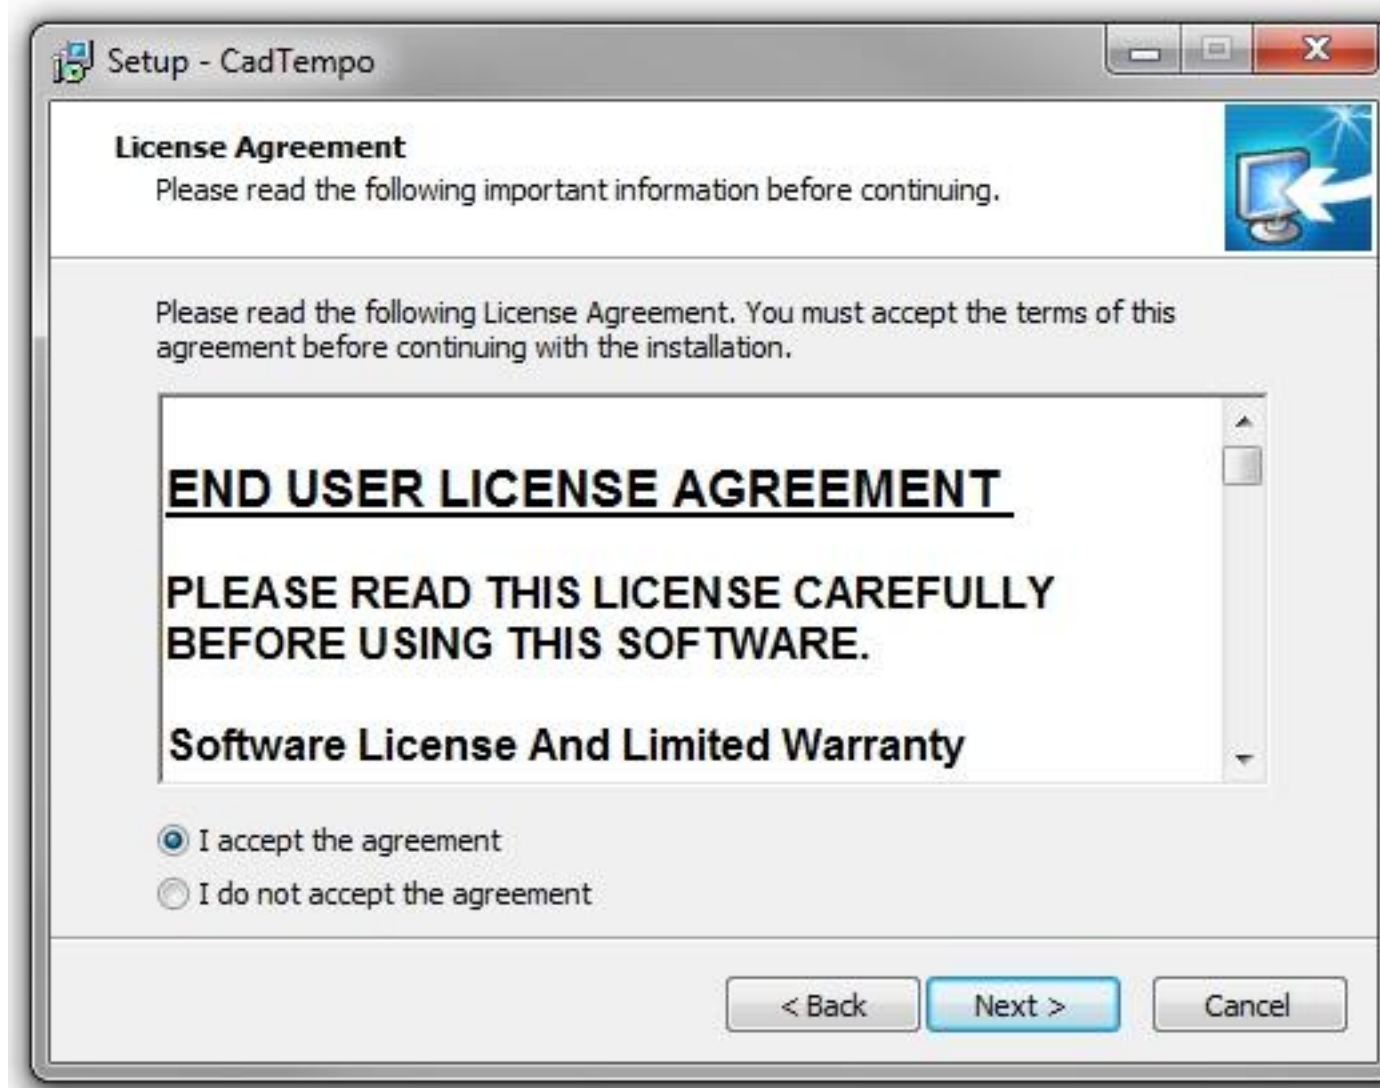 Setup - CadTempo
License Agreement
Please read the following important information before continuing.
Please read the following License Agreement. You must accept the terms of this
agreement before continuing with the installation.
END USER LICENSE AGREEMENT
PLEASE READ THIS LICENSE CAREFULLY
BEFORE USING THIS SOFTWARE.
Software License And Limited Warranty
I accept the agreement
I do not accept the agreement
< Back Next > Cancel